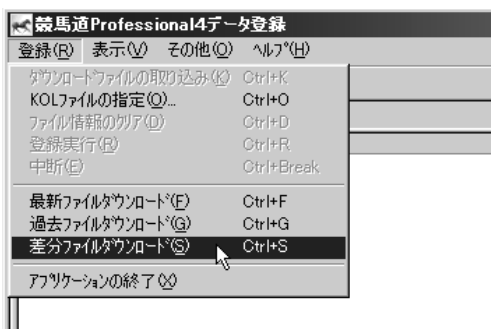 競馬道Professional4データ登録
登録(R) 表示(V) その他(O) ﾍﾙﾌﾟ(H)
ﾀﾞｳﾝﾛｰﾄﾞﾌｧｲﾙの取り込み(K) Ctrl+K
KOLﾌｧｲﾙの指定(O)... Ctrl+O
ﾌｧｲﾙ情報のｸﾘｱ(D) Ctrl+D
登録実行(R) Ctrl+R
中断(E) Ctrl+Break
最新ﾌｧｲﾙﾀﾞｳﾝﾛｰﾄﾞ(F) Ctrl+F
過去ﾌｧｲﾙﾀﾞｳﾝﾛｰﾄﾞ(G) Ctrl+G
差分ﾌｧｲﾙﾀﾞｳﾝﾛｰﾄﾞ(S) Ctrl+S
ｱﾌﾟﾘｹｰｼｮﾝの終了(X)